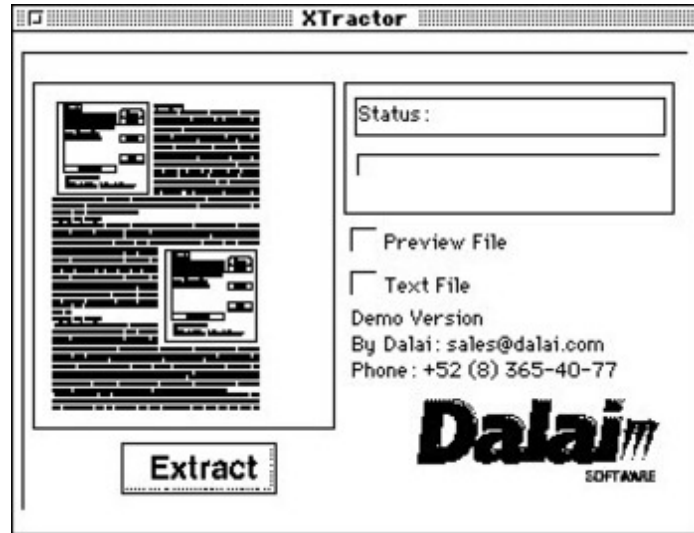 XTractor
Status:
Preview File
Text File
Demo Version
By Dalai: sales@dalai.com
Phone: +52 (8) 365-40-77
Dalai
SOFTWARE
Extract